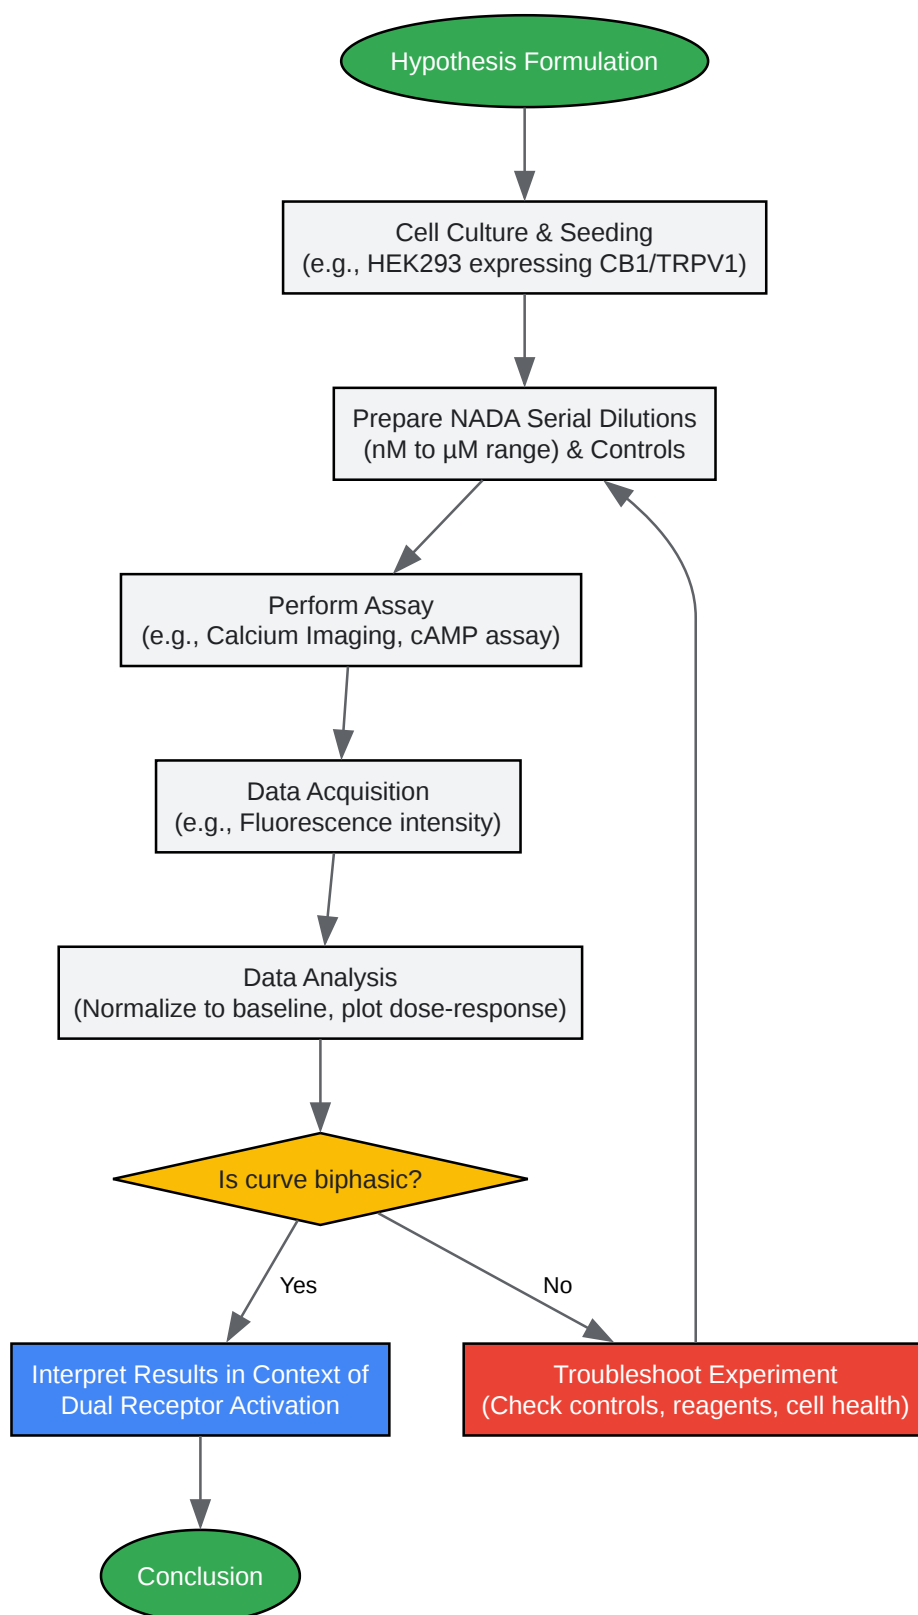 Hypothesis Formulation
Cell Culture & Seeding
(e.g., HEK293 expressing CB1/TRPV1)
Prepare NADA Serial Dilutions
(nM to µM range) & Controls
Perform Assay
(e.g., Calcium Imaging, cAMP assay)
Data Acquisition
(e.g., Fluorescence intensity)
Data Analysis
(Normalize to baseline, plot dose-response)
Is curve biphasic?
Yes
No
Interpret Results in Context of
Dual Receptor Activation
Troubleshoot Experiment
(Check controls, reagents, cell health)
Conclusion